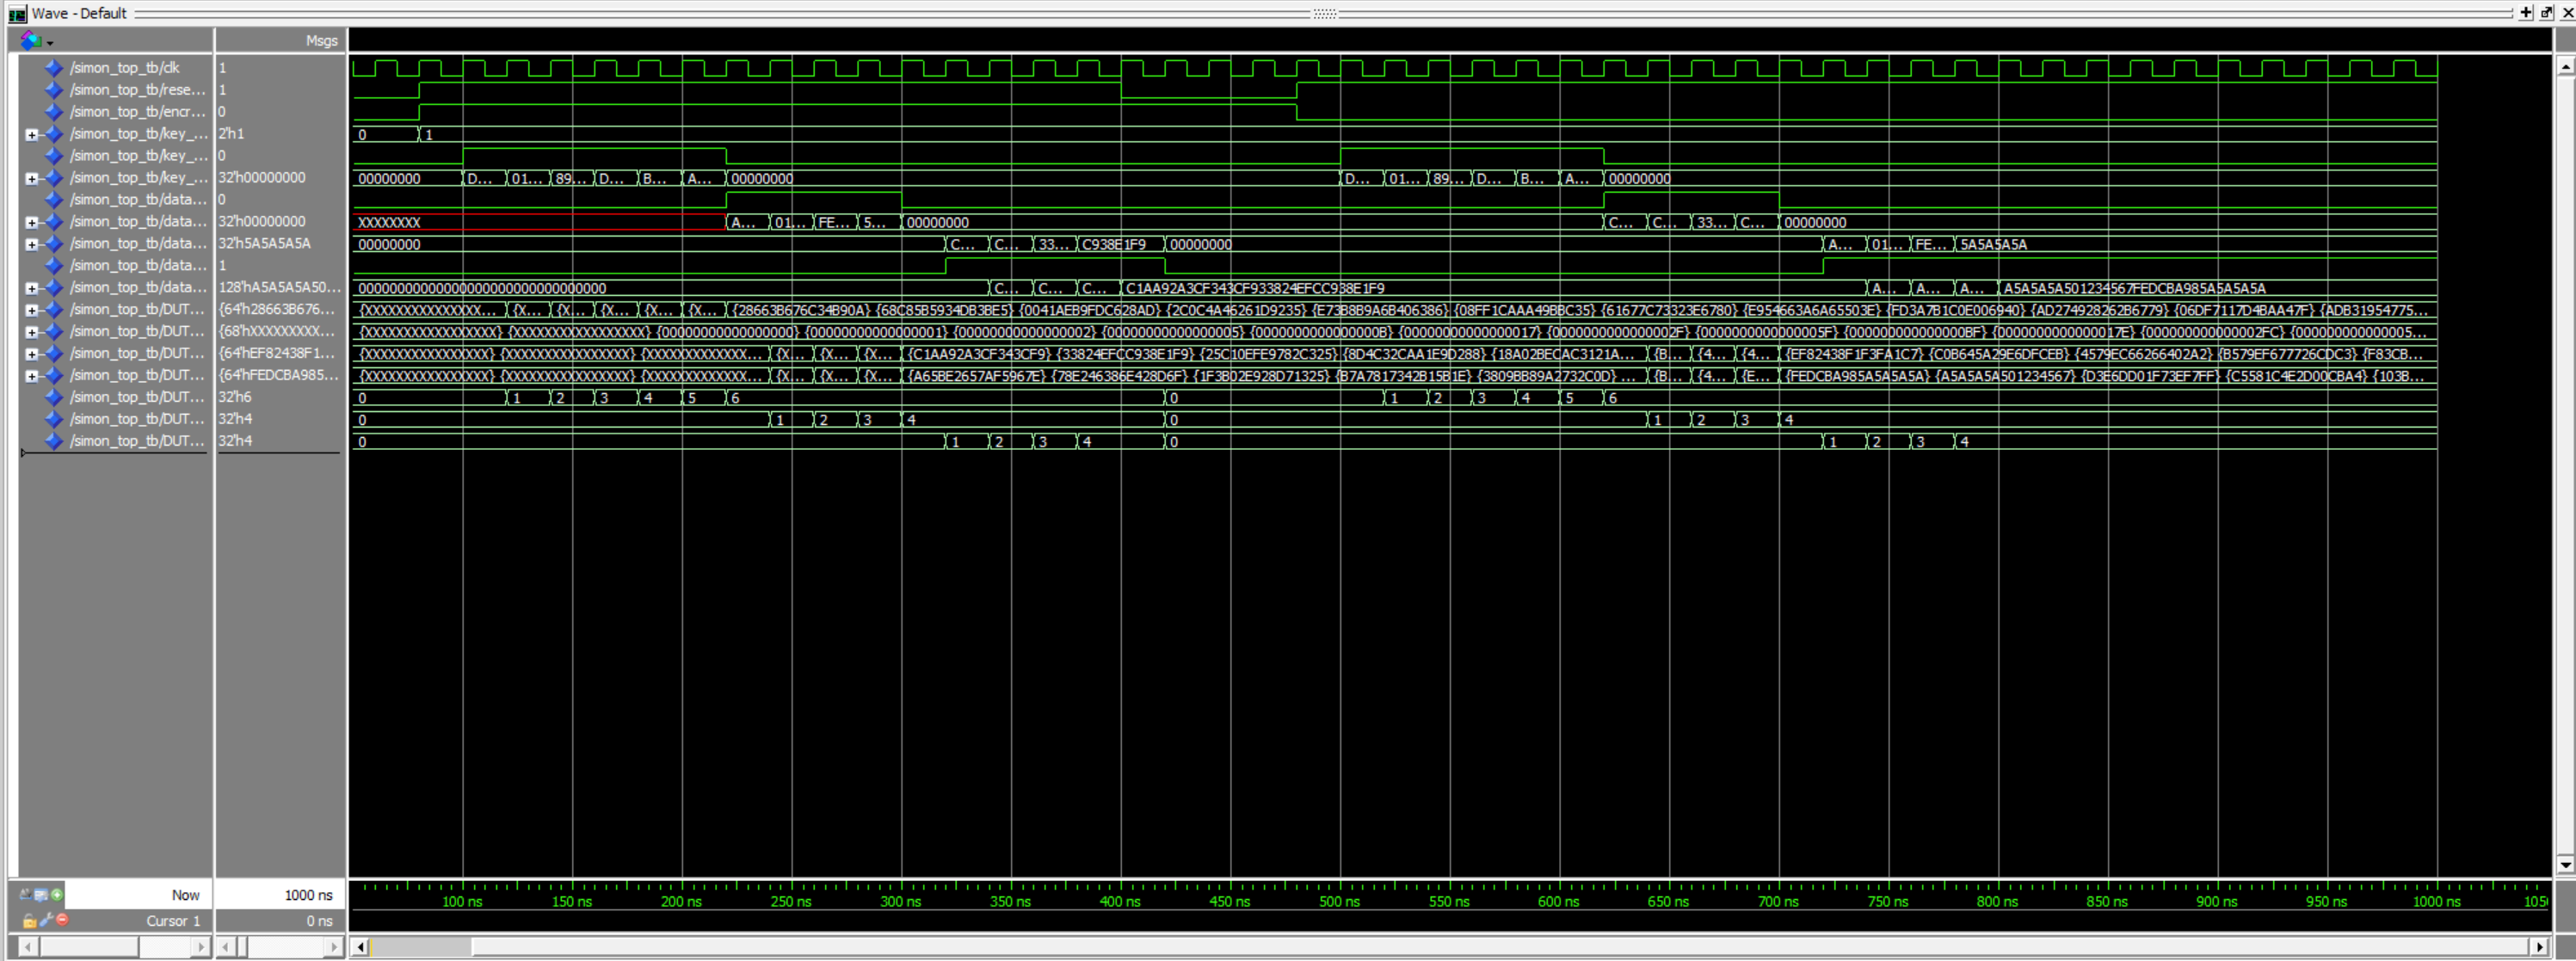 Wave - Default
Msgs
/simon_top_tb/clk 1
/simon_top_tb/rese... 1
/simon_top_tb/encr... 0
/simon_top_tb/key_... 2'h1 0 1
/simon_top_tb/key_... 0
/simon_top_tb/key_... 32'h00000000 00000000 D... 01... 89... D... B... A... 00000000 D... 01... 89... D... B... A... 00000000
/simon_top_tb/data... 0
/simon_top_tb/data... 32'h00000000 XXXXXXXX A... 01... FE... 5... 00000000 C... C... 33... C... 00000000
/simon_top_tb/data... 32'h5A5A5A5A 00000000 C... C... 33... C938E1F9 00000000 A... 01... FE... 5A5A5A5A
/simon_top_tb/data... 1
/simon_top_tb/data... 128'hA5A5A5A50... 00000000000000000000000000000000 C... C... C... C1AA92A3CF343CF933824EFCC938E1F9 A... A... A... A5A5A5A501234567FEDCBA985A5A5A5A
/simon_top_tb/DUT... {64'h28663B676... {XXXXXXXXXXXXXXX... {X... {X... {X... {X... {X... {28663B676C34B90A} {68C85B5934DB3BE5} {0041AEB9FDC628AD} {2C0C4A46261D9235} {E73B8B9A6B406386} {08FF1CAAA49BBC35} {61677C73323E6780} {E954663A6A65503E} {FD3A7B1C0E006940} {AD274928262B6779} {06DF7117D4BAA47F} {ADB31954775...
/simon_top_tb/DUT... {68'hXXXXXXXXX... {XXXXXXXXXXXXXXXXX} {XXXXXXXXXXXXXXXXX} {00000000000000000} {00000000000000001} {00000000000000002} {00000000000000005} {0000000000000000B} {00000000000000017} {0000000000000002F} {0000000000000005F} {000000000000000BF} {0000000000000017E} {000000000000002FC} {000000000000005...
/simon_top_tb/DUT... {64'hEF82438F1... {XXXXXXXXXXXXXXXX} {XXXXXXXXXXXXXXXX} {XXXXXXXXXXXXX... {X... {X... {X... {C1AA92A3CF343CF9} {33824EFCC938E1F9} {25C10EFE9782C325} {8D4C32CAA1E9D288} {18A02BECAC3121A... {B... {4... {4... {EF82438F1F3FA1C7} {C0B645A29E6DFCEB} {4579EC66266402A2} {B579EF677726CDC3} {F83CB...
/simon_top_tb/DUT... {64'hFEDCBA985... {XXXXXXXXXXXXXXXX} {XXXXXXXXXXXXXXXX} {XXXXXXXXXXXXX... {X... {X... {X... {A65BE2657AF5967E} {78E246386E428D6F} {1F3B02E928D71325} {B7A7817342B15B1E} {3809BB89A2732C0D} ... {B... {4... {E... {FEDCBA985A5A5A5A} {A5A5A5A501234567} {D3E6DD01F73EF7FF} {C5581C4E2D00CBA4} {103B...
/simon_top_tb/DUT... 32'h6 0 1 2 3 4 5 6 0 1 2 3 4 5 6
/simon_top_tb/DUT... 32'h4 0 1 2 3 4 0 1 2 3 4
/simon_top_tb/DUT... 32'h4 0 1 2 3 4 0 1 2 3 4
Now 1000 ns
100 ns 150 ns 200 ns 250 ns 300 ns 350 ns 400 ns 450 ns 500 ns 550 ns 600 ns 650 ns 700 ns 750 ns 800 ns 850 ns 900 ns 950 ns 1000 ns
Cursor 1 0 ns